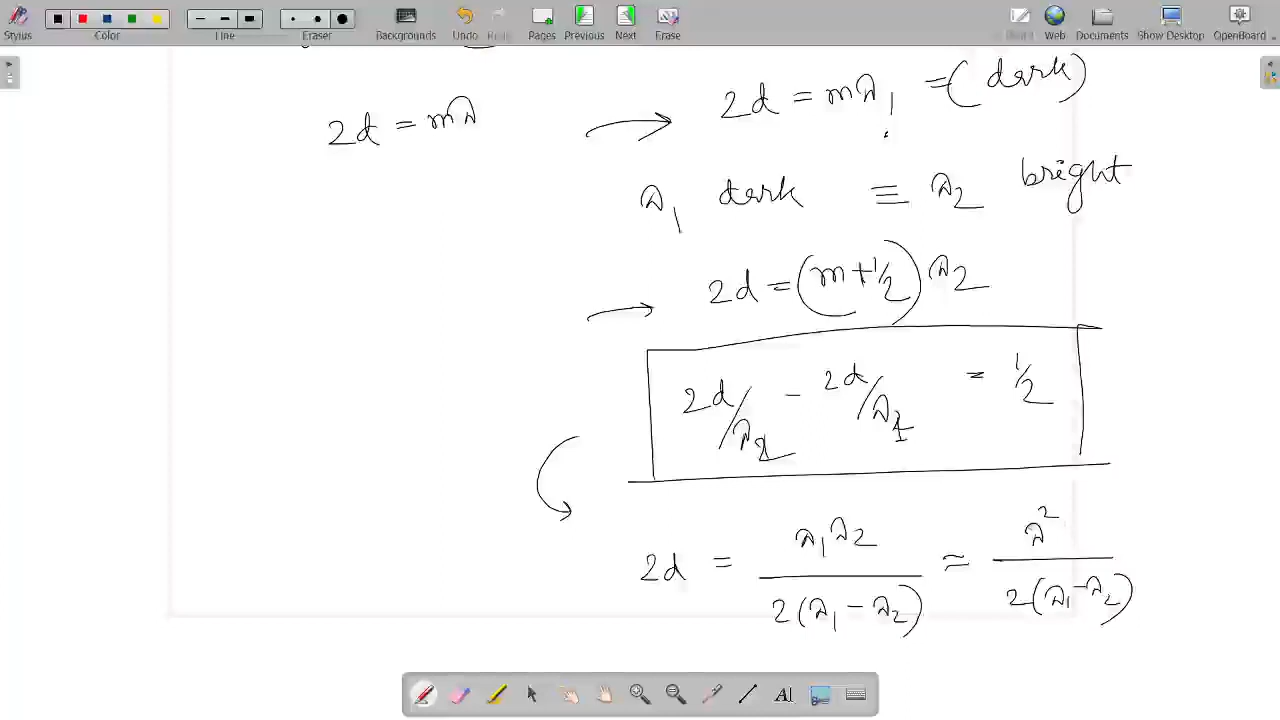 Stylus Color Line Eraser Backgrounds Undo Redo Pages Previous Next Erase Board Web Documents Show Desktop OpenBoard
2d = mλ
2d = mλ₁ = (dark)
λ₁ dark ≡ λ₂ bright
2d = (m + 1/2) λ₂
2d/λ₂ - 2d/λ₁ = 1/2
2d = λ₁λ₂ / 2(λ₁ - λ₂) ≈ λ² / 2(λ₁ - λ₂)
AI